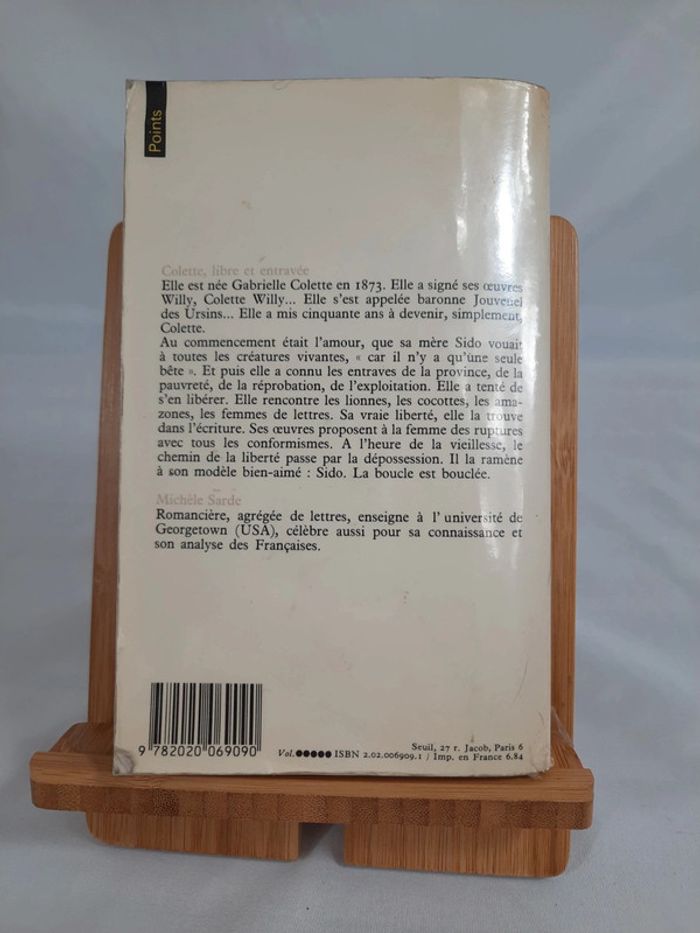 Points
Colette, libre et entravée
Elle est née Gabrielle Colette en 1873. Elle a signé ses œuvres
Willy, Colette Willy... Elle s'est appelée baronne Jouvenel
des Ursins... Elle a mis cinquante ans à devenir, simplement,
Colette.
Au commencement était l'amour, que sa mère Sido vouait
à toutes les créatures vivantes, « car il n'y a qu'une seule
bête ». Et puis elle a connu les entraves de la province, de la
pauvreté, de la réprobation, de l'exploitation. Elle a tenté de
s'en libérer. Elle rencontre les lionnes, les cocottes, les ama-
zones, les femmes de lettres. Sa vraie liberté, elle la trouve
dans l'écriture. Ses œuvres proposent à la femme des ruptures
avec tous les conformismes. A l'heure de la vieillesse, le
chemin de la liberté passe par la dépossession. Il la ramène
à son modèle bien-aimé : Sido. La boucle est bouclée.
Michèle Sarde
Romancière, agrégée de lettres, enseigne à l'université de
Georgetown (USA), célèbre aussi pour sa connaissance et
son analyse des Françaises.
9 782020 069090
Seuil, 27 r. Jacob, Paris 6
Vol.●●●●● ISBN 2.02.006909.1 / Imp. en France 6.84